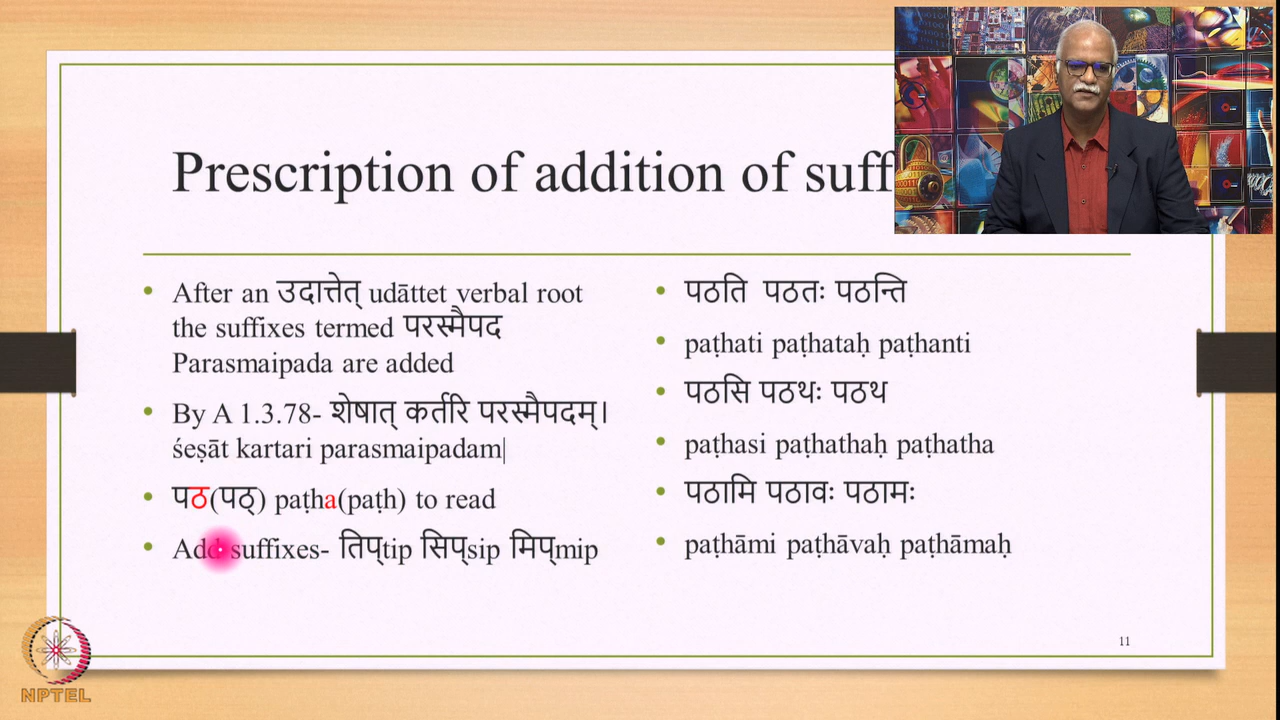 Prescription of addition of suff
After an उदात्तेत् udāttet verbal root
the suffixes termed परस्मैपद
Parasmaipada are added
By A 1.3.78- शेषात् कर्तरि परस्मैपदम्।
śeṣāt kartari parasmaipadam|
पठ(पठ्) paṭha(paṭh) to read
Add suffixes- तिप्tip सिप्sip मिप्mip
पठति पठतः पठन्ति
paṭhati paṭhataḥ paṭhanti
पठसि पठथः पठथ
paṭhasi paṭhathaḥ paṭhatha
पठामि पठावः पठामः
paṭhāmi paṭhāvaḥ paṭhāmaḥ
11
NPTEL